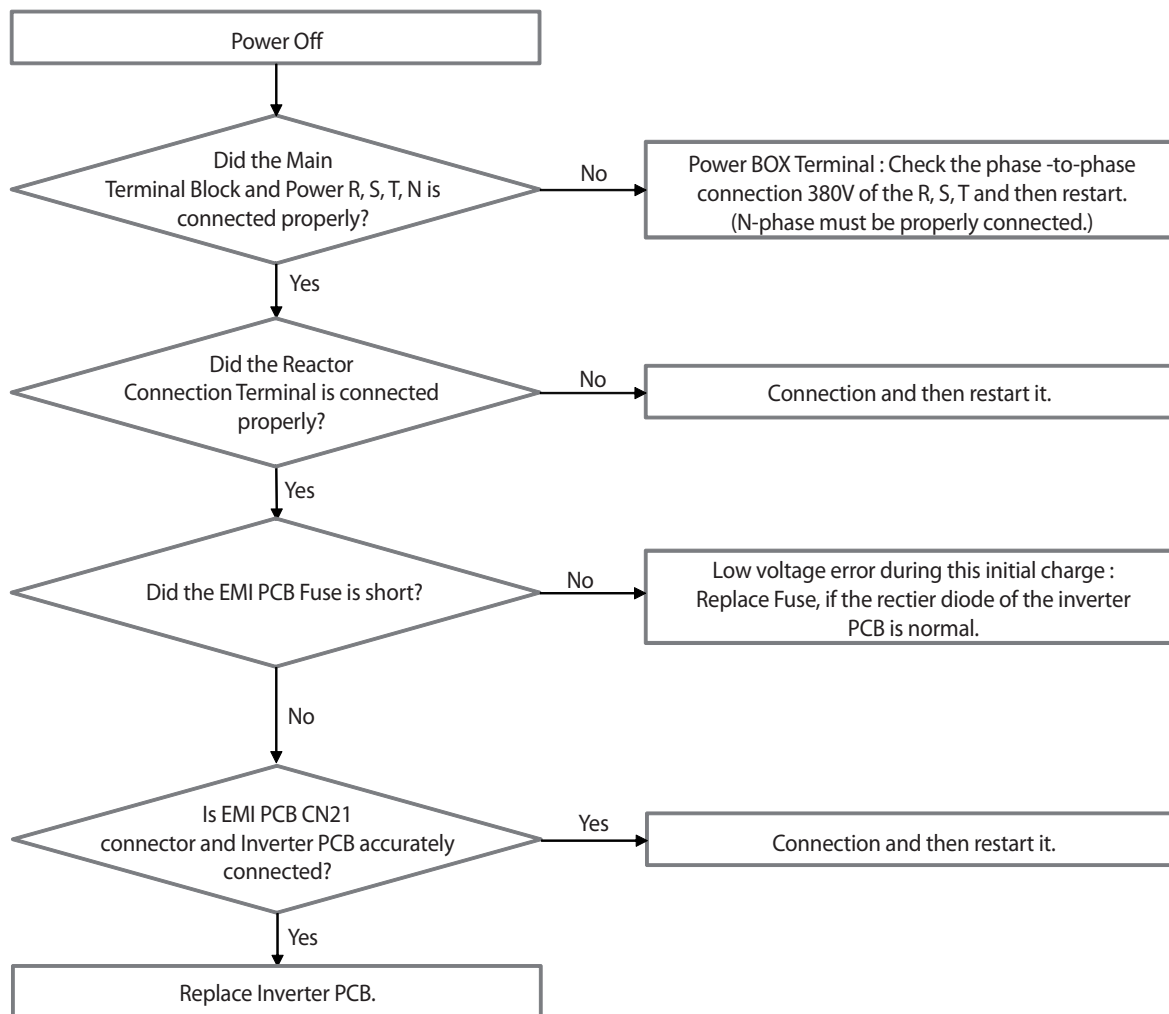 Power Off
Did the Main
Terminal Block and Power R, S, T, N is
connected properly?
No
Power BOX Terminal : Check the phase -to-phase
connection 380V of the R, S, T and then restart.
(N-phase must be properly connected.)
Yes
Did the Reactor
Connection Terminal is connected
properly?
No
Connection and then restart it.
Yes
Did the EMI PCB Fuse is short?
No
Low voltage error during this initial charge :
Replace Fuse, if the rectier diode of the inverter
PCB is normal.
No
Is EMI PCB CN21
connector and Inverter PCB accurately
connected?
Yes
Connection and then restart it.
Yes
Replace Inverter PCB.